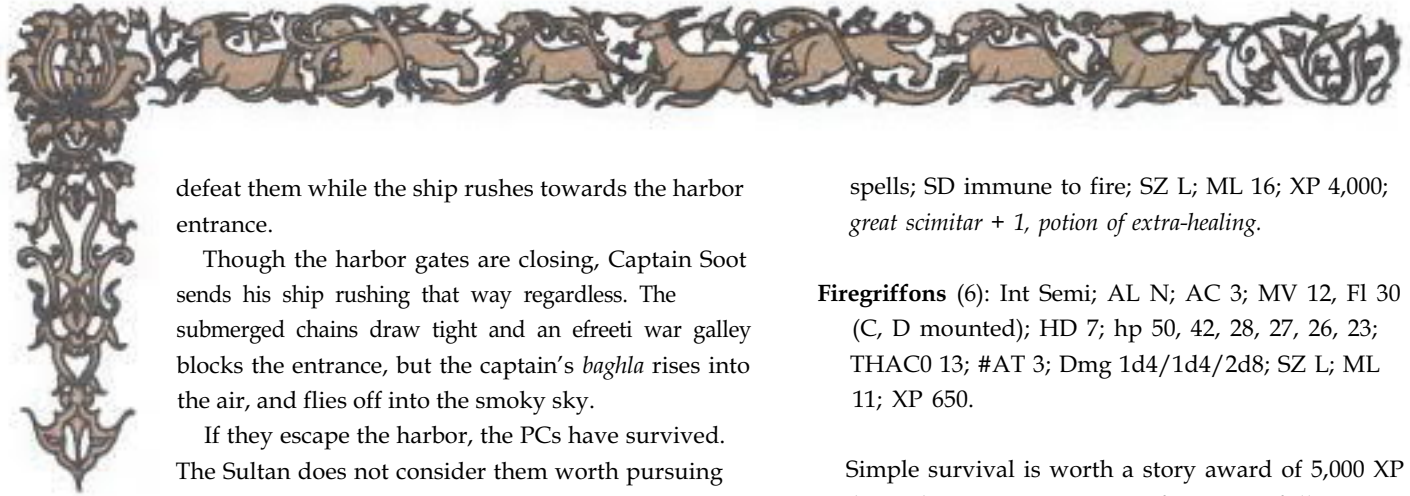 defeat them while the ship rushes towards the harbor
entrance.
Though the harbor gates are closing, Captain Soot
sends his ship rushing that way regardless. The
submerged chains draw tight and an efreeti war galley
blocks the entrance, but the captain's baghla rises into
the air, and flies off into the smoky sky.
If they escape the harbor, the PCs have survived.
The Sultan does not consider them worth pursuing
spells; SD immune to fire; SZ L; ML 16; XP 4,000;
great scimitar + 1, potion of extra-healing.
Firegriffons (6): Int Semi; AL N; AC 3; MV 12, Fl 30
(C, D mounted); HD 7; hp 50, 42, 28, 27, 26, 23;
THAC0 13; #AT 3; Dmg 1d4/1d4/2d8; SZ L; ML
11; XP 650.
Simple survival is worth a story award of 5,000 XP